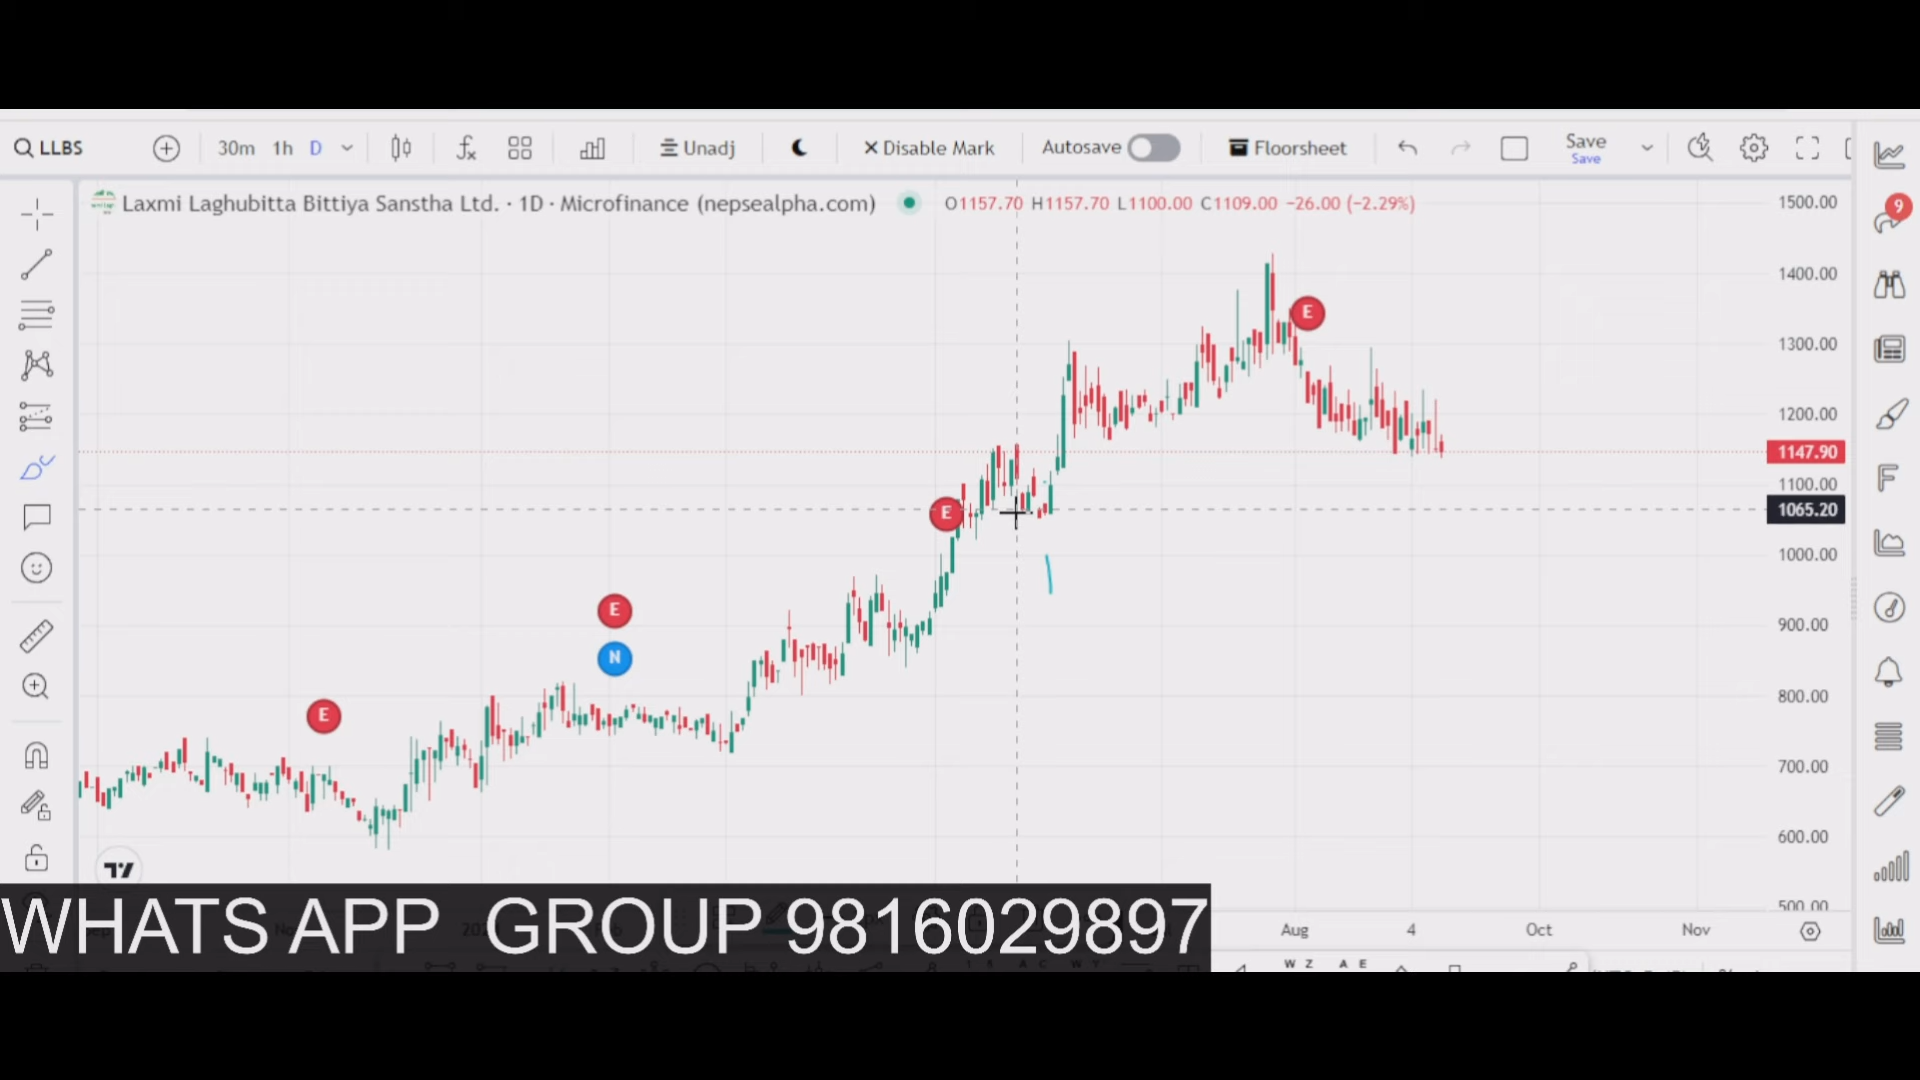 LLBS 30m 1h D Unadj Disable Mark Autosave Floorsheet Save
Save
9
Laxmi Laghubitta Bittiya Sanstha Ltd. · 1D · Microfinance (nepsealpha.com) O1157.70 H1157.70 L1100.00 C1109.00 −26.00 (−2.29%)
1500.00
1400.00
E
1300.00
1200.00
1147.90
1100.00
E
1065.20
1000.00
E
900.00
N
800.00
E
700.00
600.00
500.00
WHATS APP GROUP 9816029897
Aug 4 Oct Nov
W Z A E